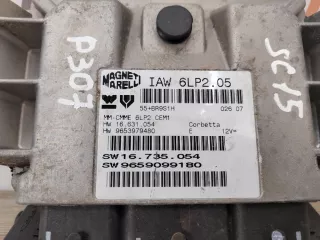 P307
SC15
MAGNETI
MARELLI
IAW 6LP2.05
55+BR9S1H 026 07
MM-CMME 6LP2 CEM1
HW 16.631.054 Corbetta
HW 9653979480 E 12V=
SW16.735.054
SW9659099180